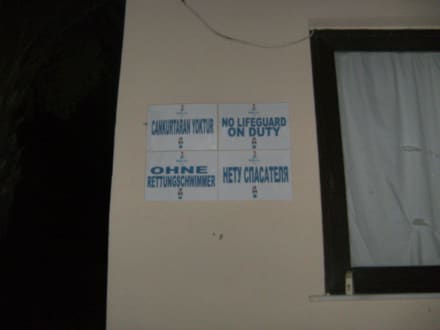 CANKURTARAN YOKTUR
NO LIFEGUARD
ON DUTY
OHNE
RETTUNGSCHWIMMER
НЕТУ СПАСАТЕЛЯ